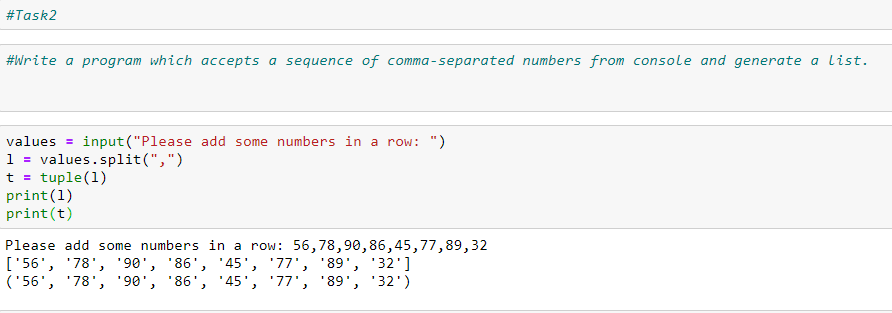 #Task2
#Write a program which accepts a sequence of comma-separated numbers from console and generate a list.
values = input("Please add some numbers in a row: ")
l = values.split(",")
t = tuple(l)
print(l)
print(t)
Please add some numbers in a row: 56,78,90,86,45,77,89,32
['56', '78', '90', '86', '45', '77', '89', '32']
('56', '78', '90', '86', '45', '77', '89', '32')